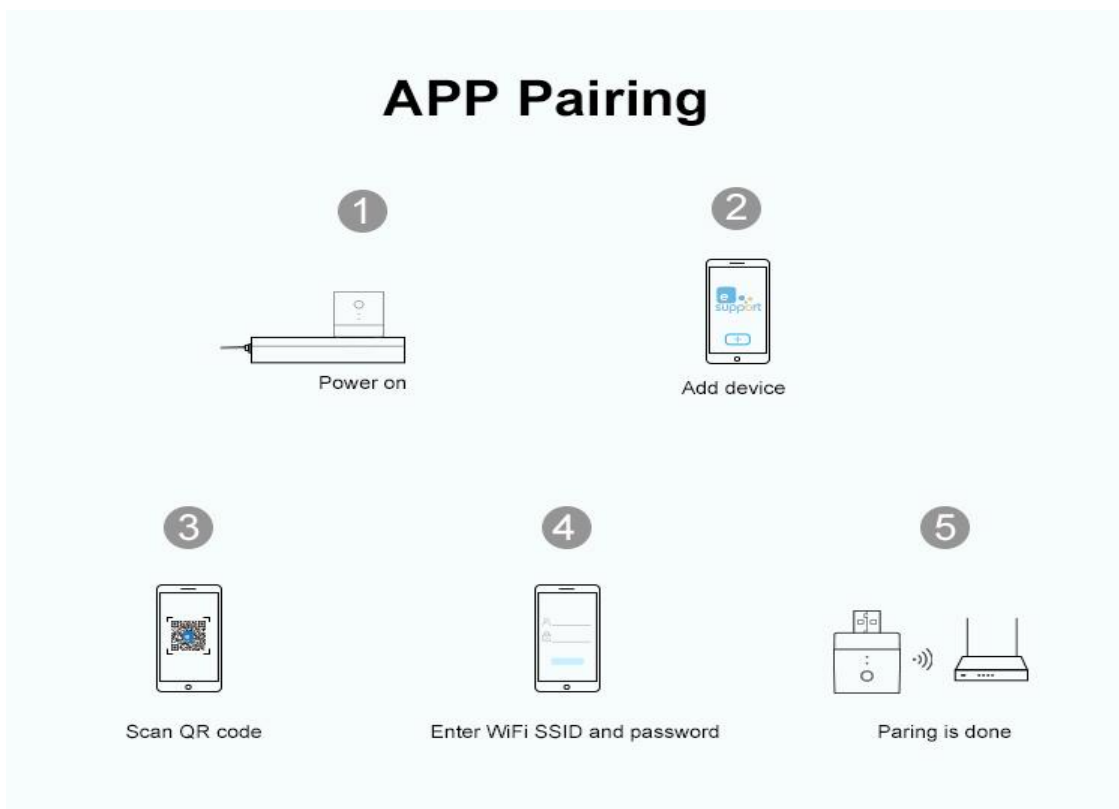 APP Pairing
1
2
e
support
Power on
Add device
3
4
5
Scan QR code
Enter WiFi SSID and password
Paring is done